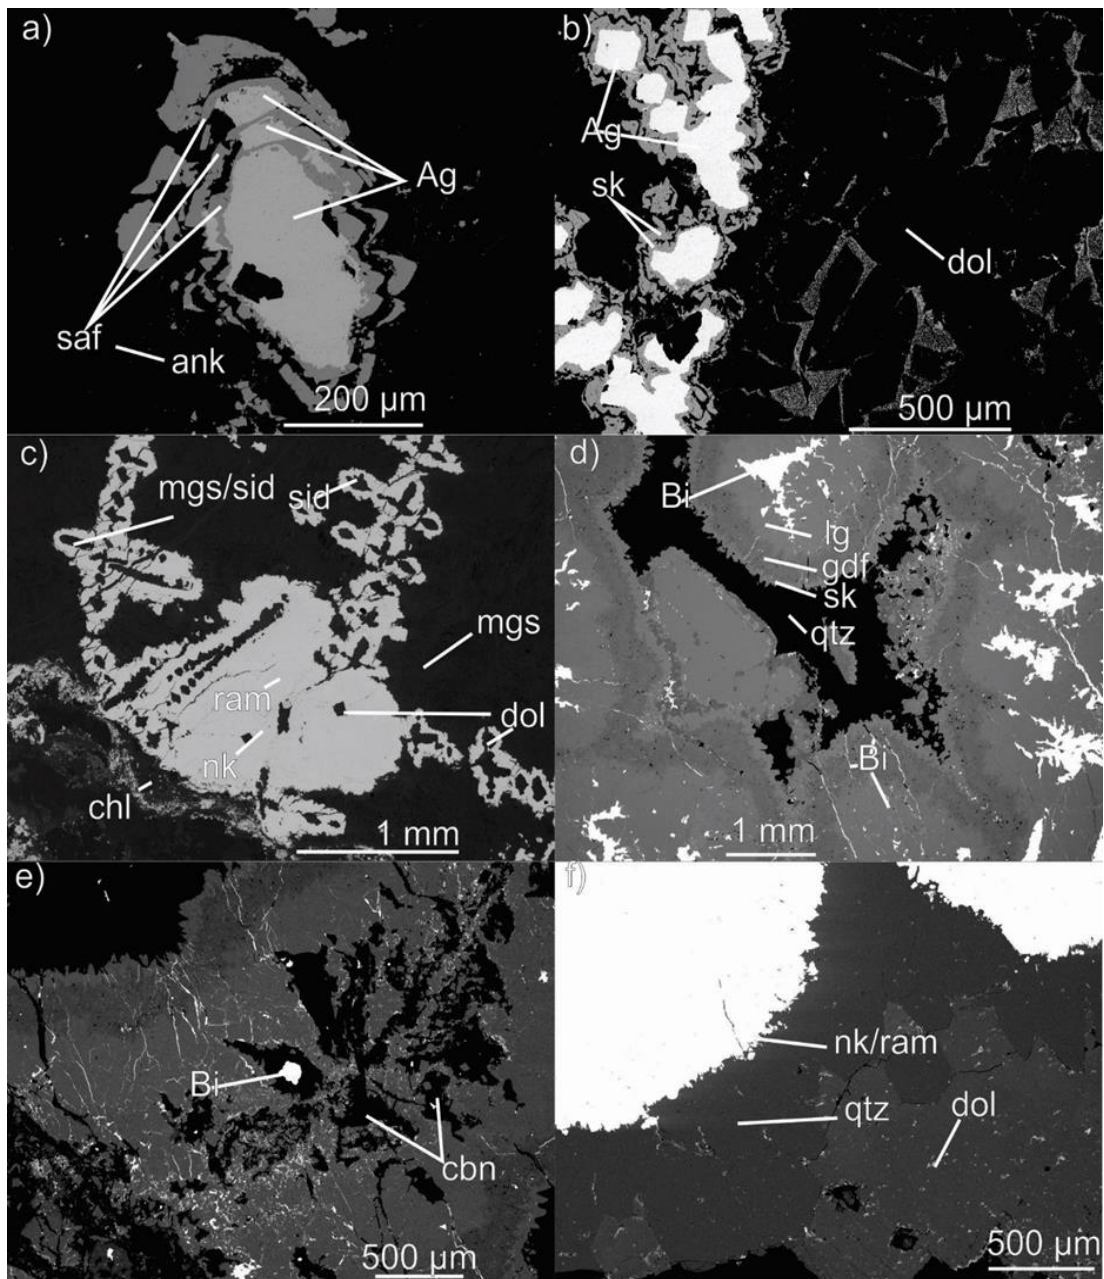 a)
Ag
saf
ank
200 µm
b)
Ag
sk
dol
500 µm
c)
mgs/sid
sid
mgs
ram
dol
nk
chl
1 mm
d)
Bi
lg
gdf
sk
qtz
Bi
1 mm
e)
Bi
cbn
500 µm
f)
nk/ram
qtz
dol
500 µm